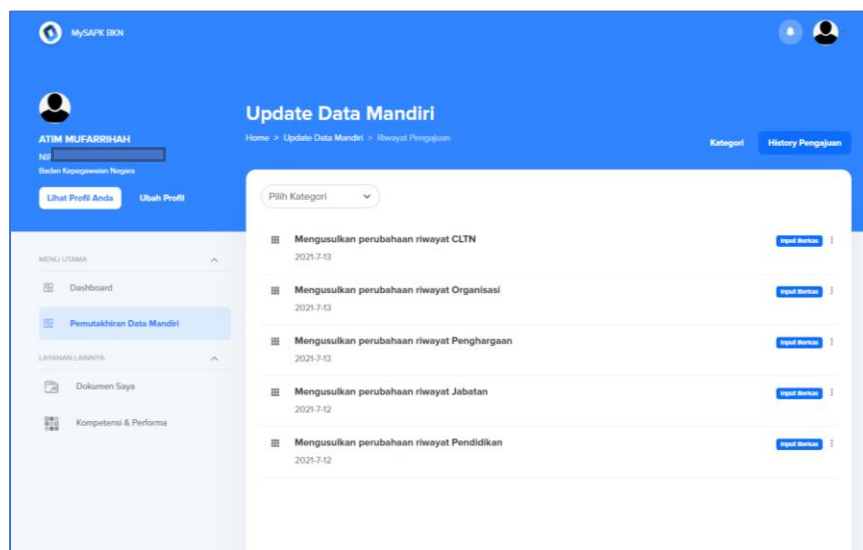 MySAPK BKN
ATIM MUFARRIHAH
NIP
Badan Kepegawaian Negara
Lihat Profil Anda
Ubah Profil
Update Data Mandiri
Home > Update Data Mandiri > Riwayat Pengajuan
Kategori
History Pengajuan
MENU UTAMA
Dashboard
Pemutakhiran Data Mandiri
LAYANAN LAINNYA
Dokumen Saya
Kompetensi & Performa
Pilih Kategori
Mengusulkan perubahaan riwayat CLTN
2021-7-13
Input Berkas
Mengusulkan perubahaan riwayat Organisasi
2021-7-13
Input Berkas
Mengusulkan perubahaan riwayat Penghargaan
2021-7-13
Input Berkas
Mengusulkan perubahaan riwayat Jabatan
2021-7-12
Input Berkas
Mengusulkan perubahaan riwayat Pendidikan
2021-7-12
Input Berkas